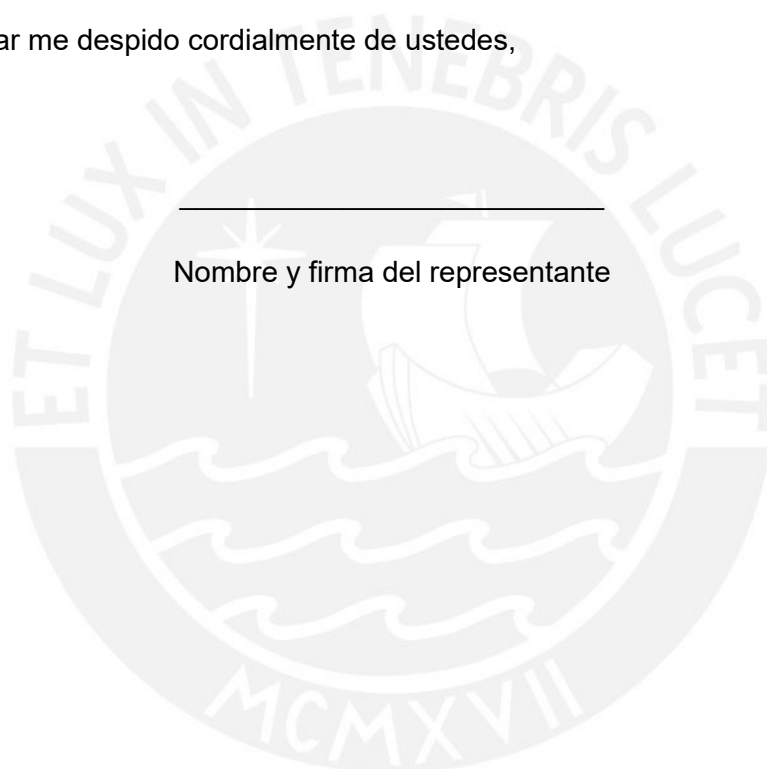 ar me despido cordialmente de ustedes,
Nombre y firma del representante
ET LUX IN TENEBRIS LUCET
MCMXVII